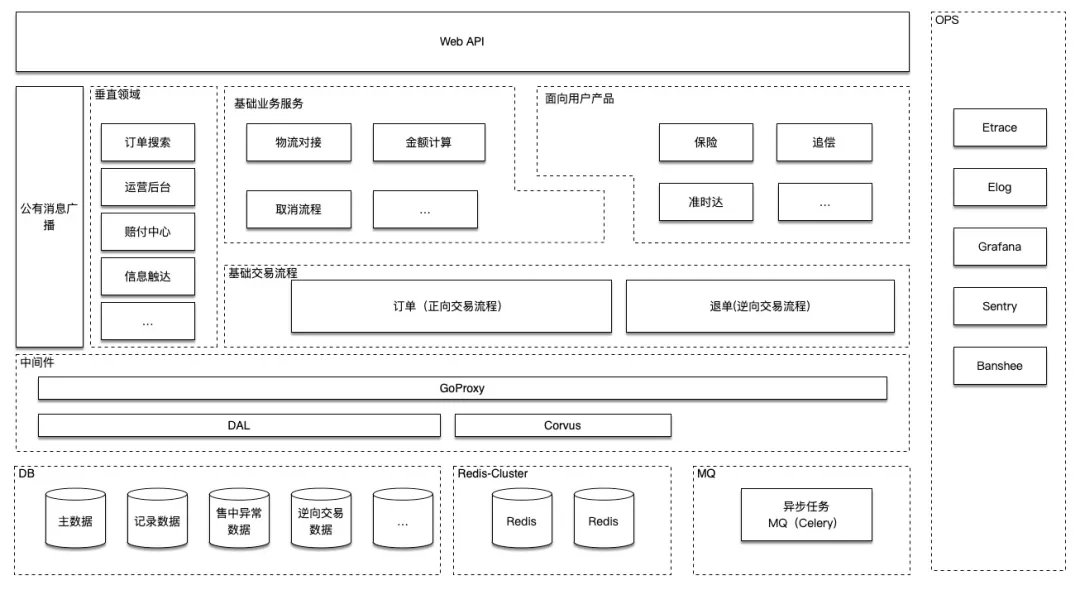 Web API
OPS
公有消息广
播
垂直领域
订单搜索
运营后台
赔付中心
信息触达
...
基础业务服务
物流对接
金额计算
取消流程
...
面向用户产品
保险
追偿
准时达
...
基础交易流程
订单（正向交易流程）
退单(逆向交易流程)
中间件
GoProxy
DAL
Corvus
DB
主数据
记录数据
售中异常
数据
逆向交易
数据
...
Redis-Cluster
Redis
Redis
MQ
异步任务
MQ（Celery）
Etrace
Elog
Grafana
Sentry
Banshee